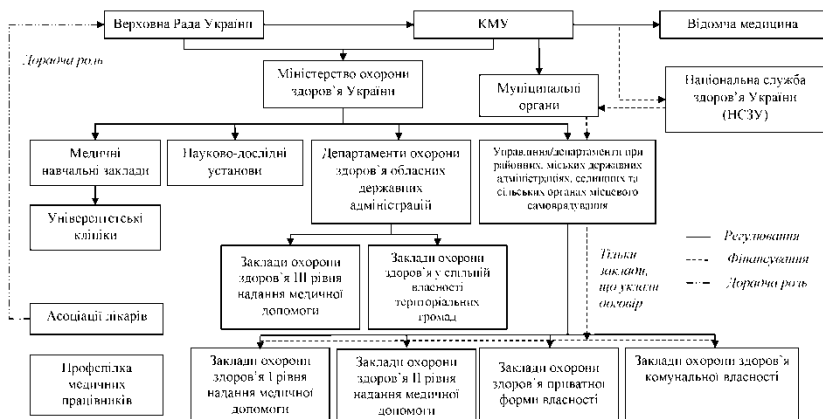 Верховна Рада України
КМУ
Відомча медицина
Дорадча роль
Міністерство охорони
здоров'я України
Муніципальні
органи
Національна служба
здоров'я України
(НСЗУ)
Медичні
навчальні заклади
Науково-дослідні
установи
Департаменти охорони
здоров'я обласних
державних
адміністрацій
Управління/департаменти при
районних, міських державних
адміністраціях, селищних та
сільських органах місцевого
самоврядування
Університетські
клініки
Заклади охорони
здоров'я ІІІ рівня
надання медичної
допомоги
Заклади охорони
здоров'я у спільній
власності
територіальних
громад
Тільки
заклади,
що уклали
договір
Регулювання
Фінансування
Дорадча роль
Асоціації лікарів
Профспілка
медичних
працівників
Заклади охорони
здоров'я І рівня
надання медичної
допомоги
Заклади охорони
здоров'я ІІ рівня
надання медичної
допомоги
Заклади охорони
здоров'я приватної
форми власності
Заклади охорони здоров'я
комунальної власності